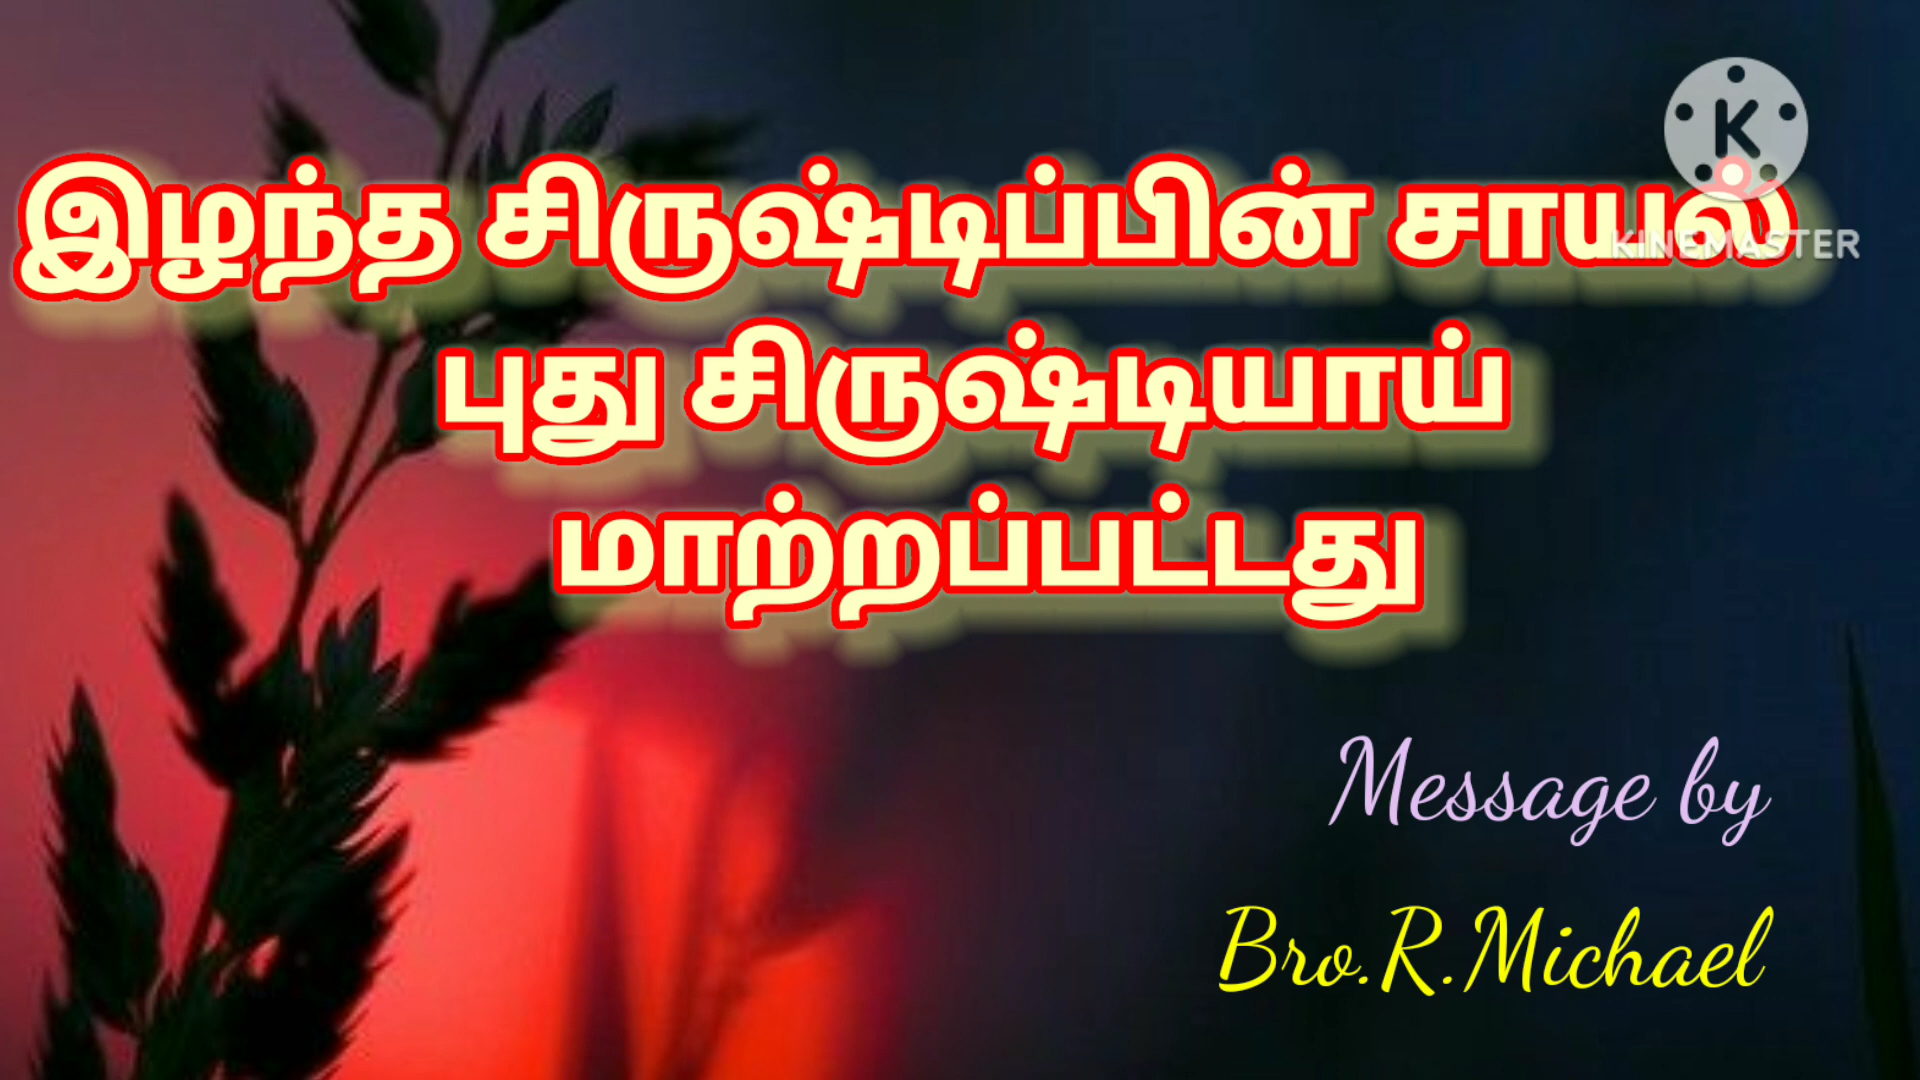 இழந்த சிருஷ்டிப்பின் சாயல்
K
KINEMASTER
புது சிருஷ்டியாய்
மாற்றப்பட்டது
Message by
Bro.R.Michael